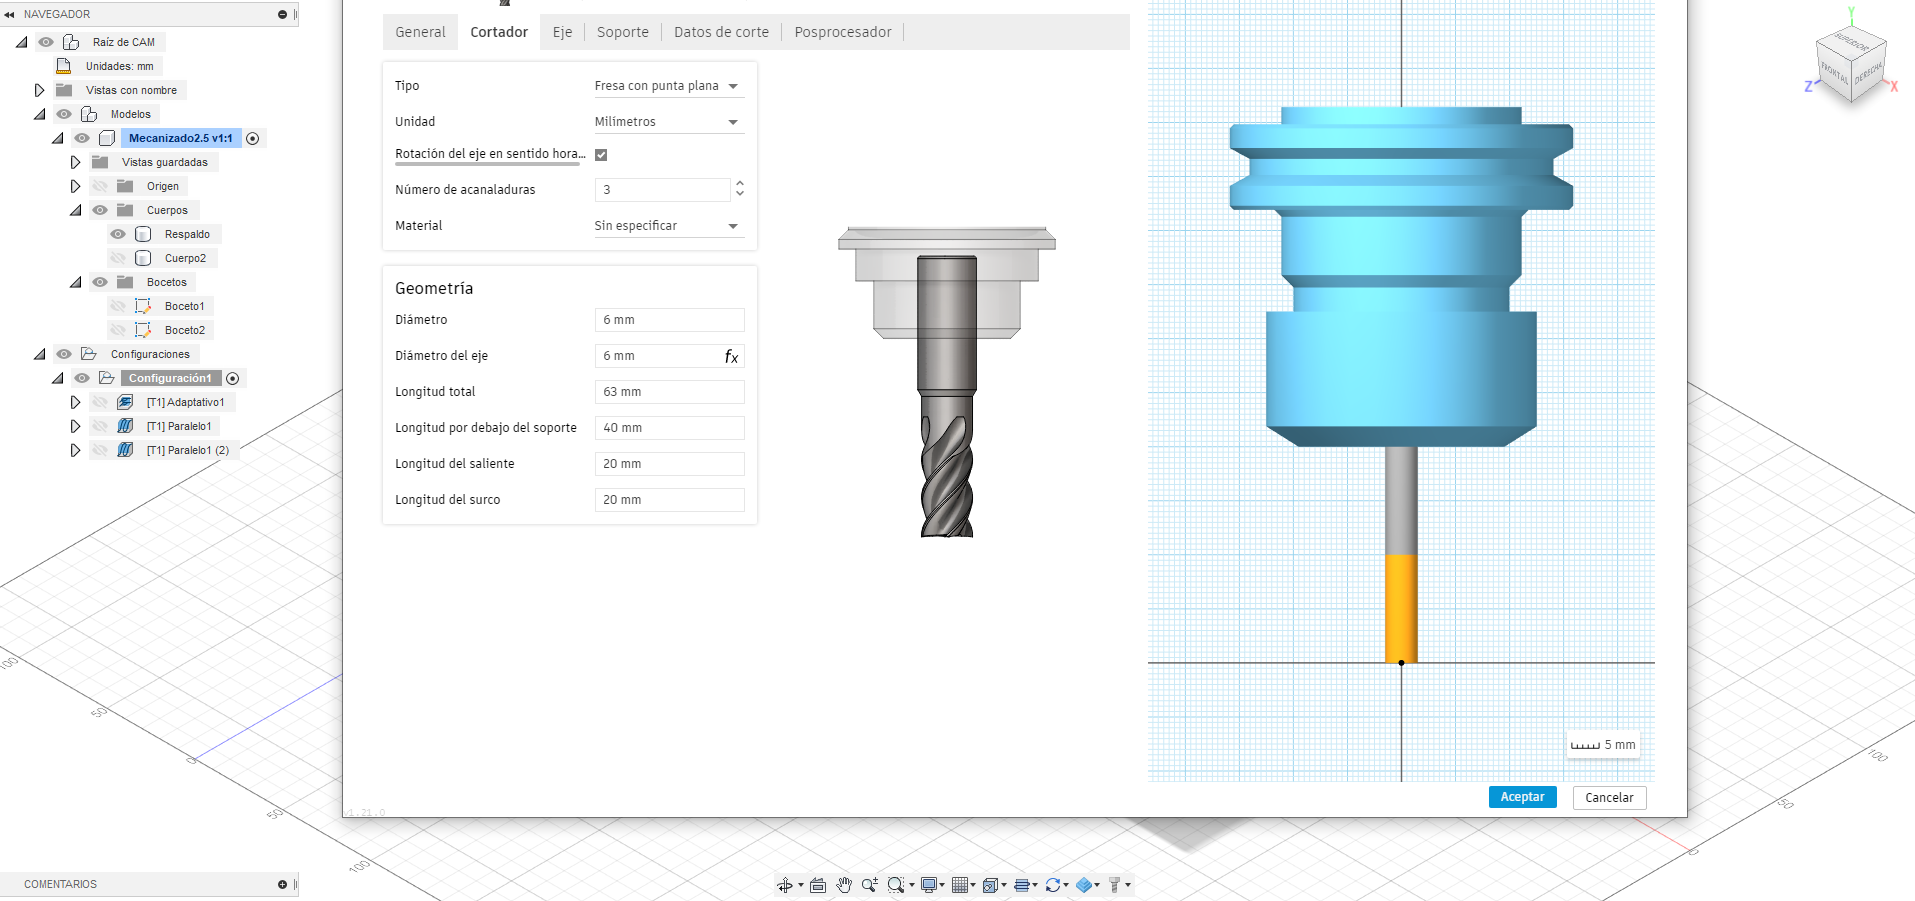 NAVEGADOR
Raíz de CAM
Unidades: mm
Vistas con nombre
Modelos
Mecanizado2.5 v1:1
Vistas guardadas
Origen
Cuerpos
Respaldo
Cuerpo2
Bocetos
Boceto1
Boceto2
Configuraciones
Configuración1
[T1] Adaptativo1
[T1] Paralelo1
[T1] Paralelo1 (2)
General
Cortador
Eje
Soporte
Datos de corte
Posprocesador
Tipo
Fresa con punta plana
Unidad
Milímetros
Rotación del eje en sentido hora...
Número de acanaladuras
3
Material
Sin especificar
Geometría
Diámetro
6 mm
Diámetro del eje
6 mm
fx
Longitud total
63 mm
Longitud por debajo del soporte
40 mm
Longitud del saliente
20 mm
Longitud del surco
20 mm
5 mm
Aceptar
Cancelar
v1.21.0
Y
SUPERIOR
FRONTAL
DERECHA
Z
X
100
50
0
50
100
100
50
0
COMENTARIOS